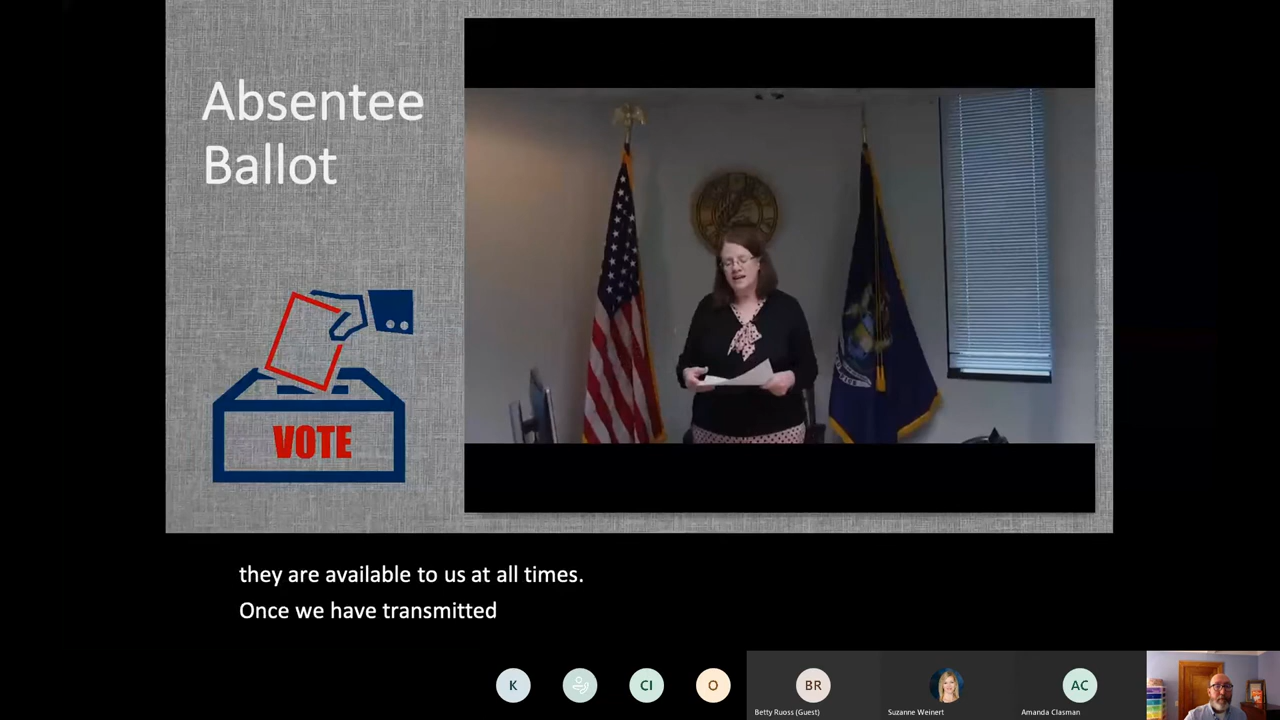 Absentee
Ballot
VOTE
they are available to us at all times.
Once we have transmitted
K
CI
O
BR
AC
Betty Ruoss (Guest)
Suzanne Weinert
Amanda Clasman